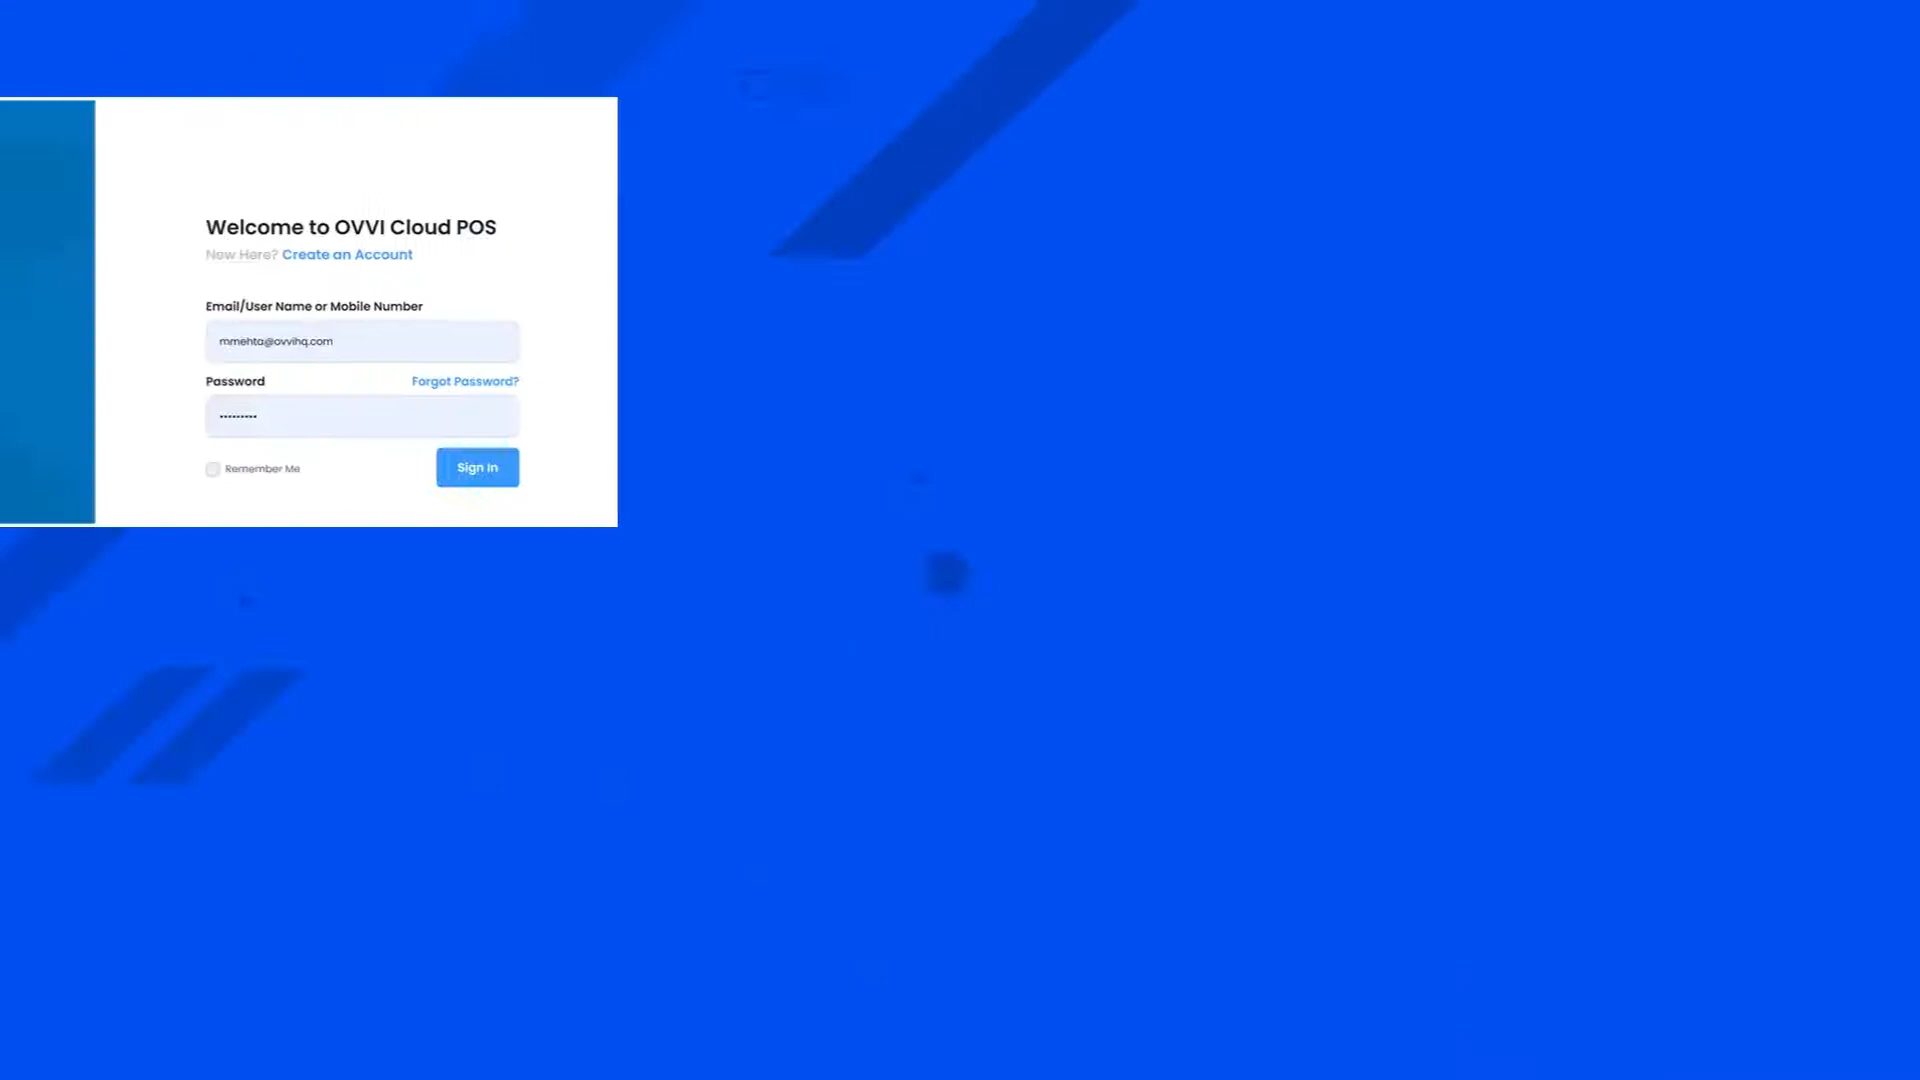 Welcome to OVVI Cloud POS
New Here? Create an Account
Email/User Name or Mobile Number
mmehta@ovvihq.com
Password Forgot Password?
•••••••••
Remember Me Sign In